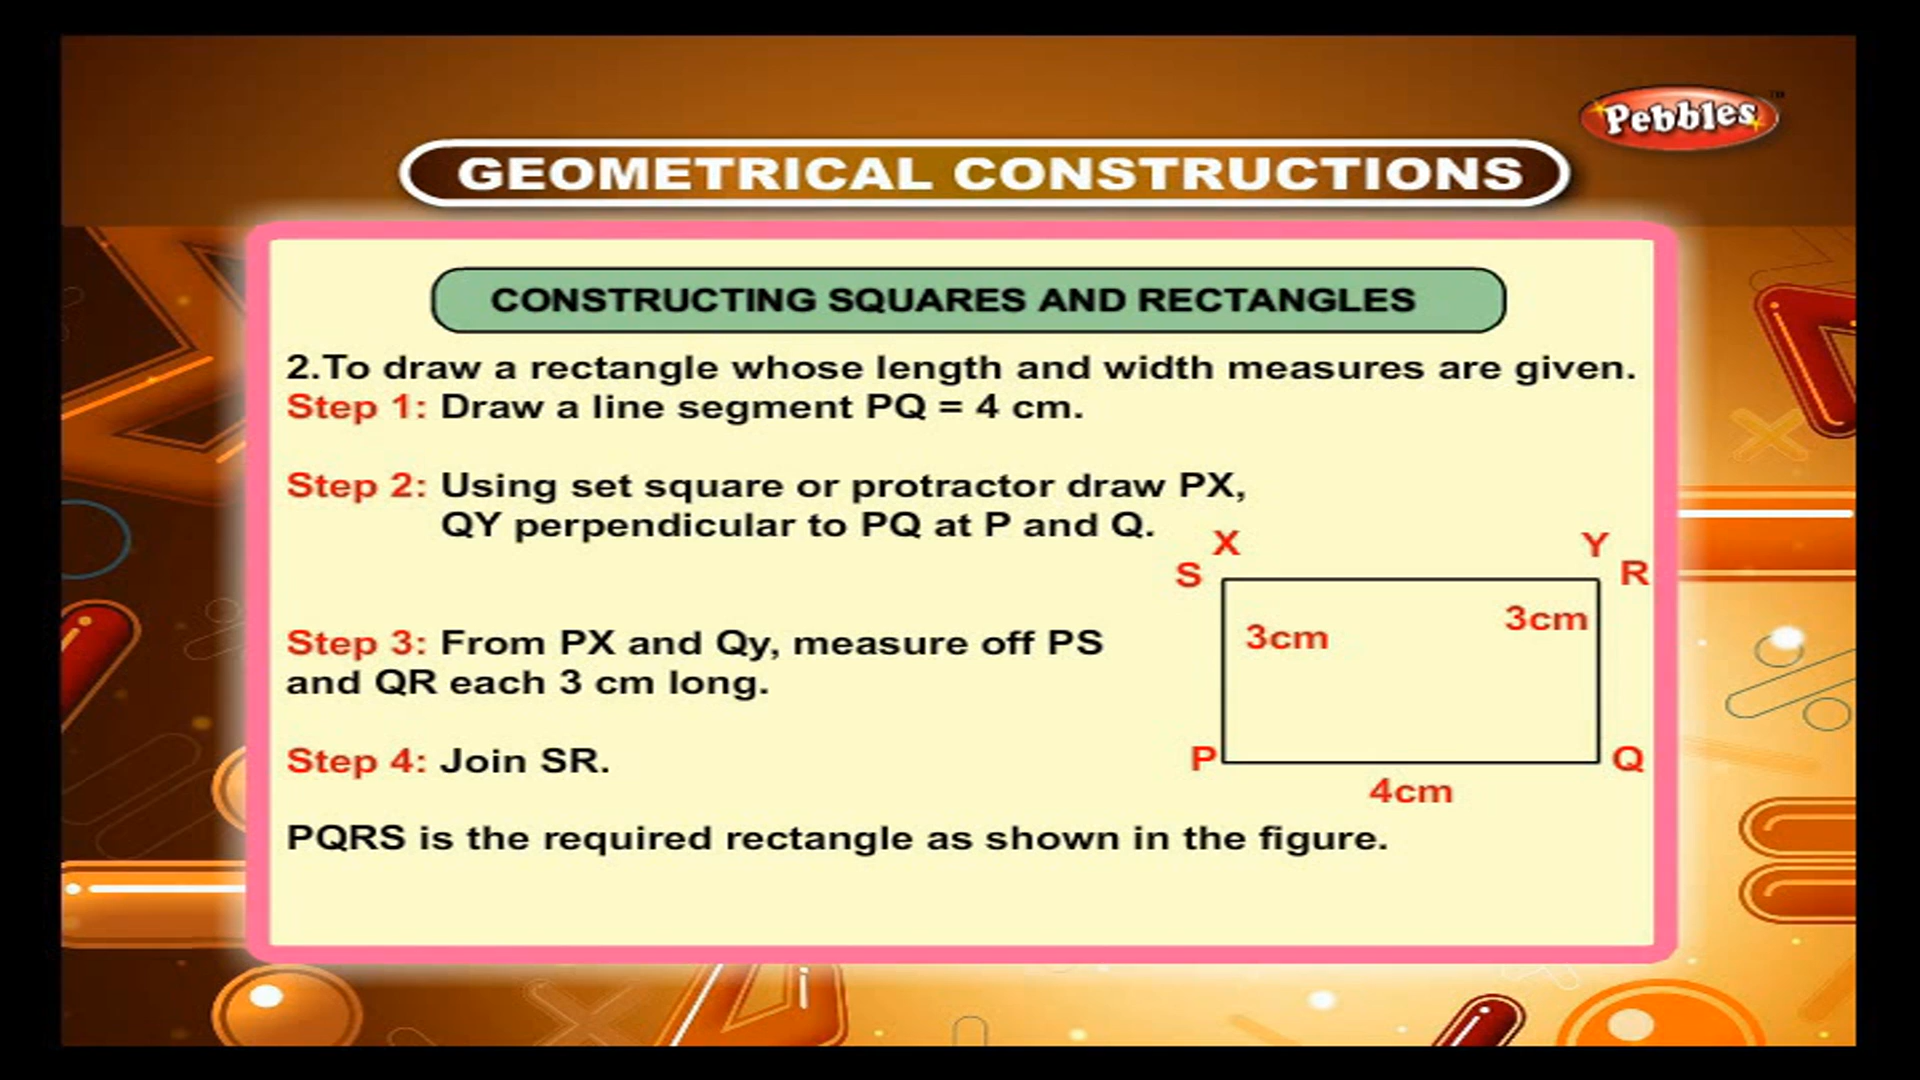 Pebbles™
GEOMETRICAL CONSTRUCTIONS
CONSTRUCTING SQUARES AND RECTANGLES
2.To draw a rectangle whose length and width measures are given.
Step 1: Draw a line segment PQ = 4 cm.
Step 2: Using set square or protractor draw PX,
QY perpendicular to PQ at P and Q.
Step 3: From PX and Qy, measure off PS
and QR each 3 cm long.
Step 4: Join SR.
PQRS is the required rectangle as shown in the figure.
X Y
S R
3cm 3cm
P Q
4cm